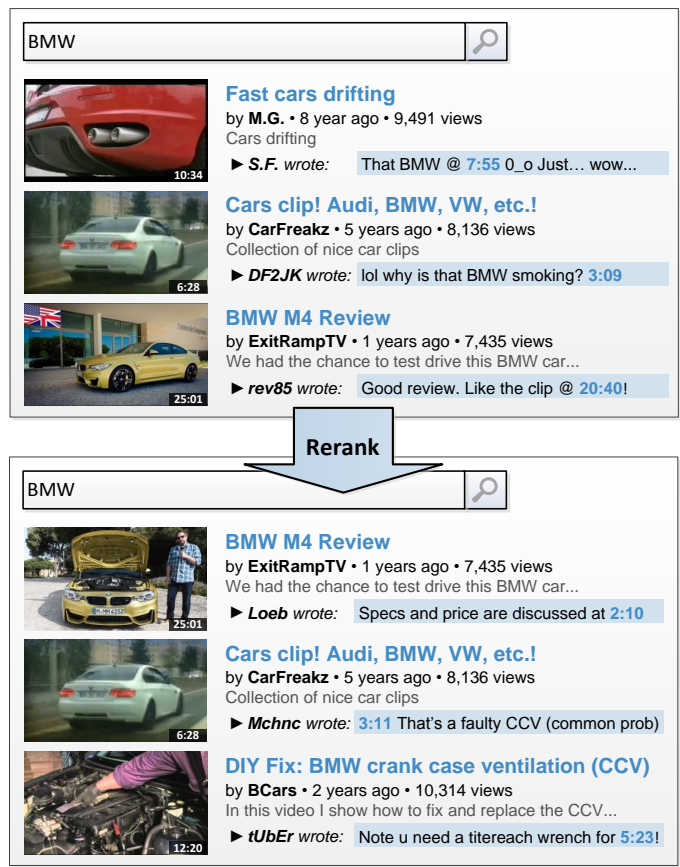 BMW
Fast cars drifting
by M.G. • 8 year ago • 9,491 views
Cars drifting
10:34
►S.F. wrote: That BMW @ 7:55 0_o Just… wow...
Cars clip! Audi, BMW, VW, etc.!
by CarFreakz • 5 years ago • 8,136 views
Collection of nice car clips
6:28
►DF2JK wrote: lol why is that BMW smoking? 3:09
BMW M4 Review
by ExitRampTV • 1 years ago • 7,435 views
We had the chance to test drive this BMW car...
25:01
►rev85 wrote: Good review. Like the clip @ 20:40!
Rerank
BMW
BMW M4 Review
by ExitRampTV • 1 years ago • 7,435 views
We had the chance to test drive this BMW car...
25:01
►Loeb wrote: Specs and price are discussed at 2:10
Cars clip! Audi, BMW, VW, etc.!
by CarFreakz • 5 years ago • 8,136 views
Collection of nice car clips
6:28
►Mchnc wrote: 3:11 That's a faulty CCV (common prob)
DIY Fix: BMW crank case ventilation (CCV)
by BCars • 2 years ago • 10,314 views
In this video I show how to fix and replace the CCV...
12:20
►tUbEr wrote: Note u need a titereach wrench for 5:23!